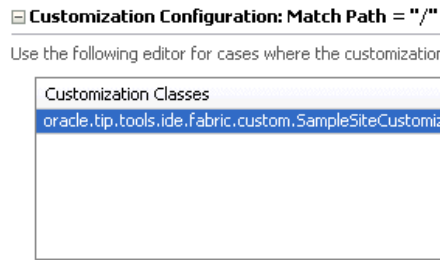 Customization Configuration: Match Path = "/"
Use the following editor for cases where the customization
Customization Classes
oracle.tip.tools.ide.fabric.custom.SampleSiteCustomiz